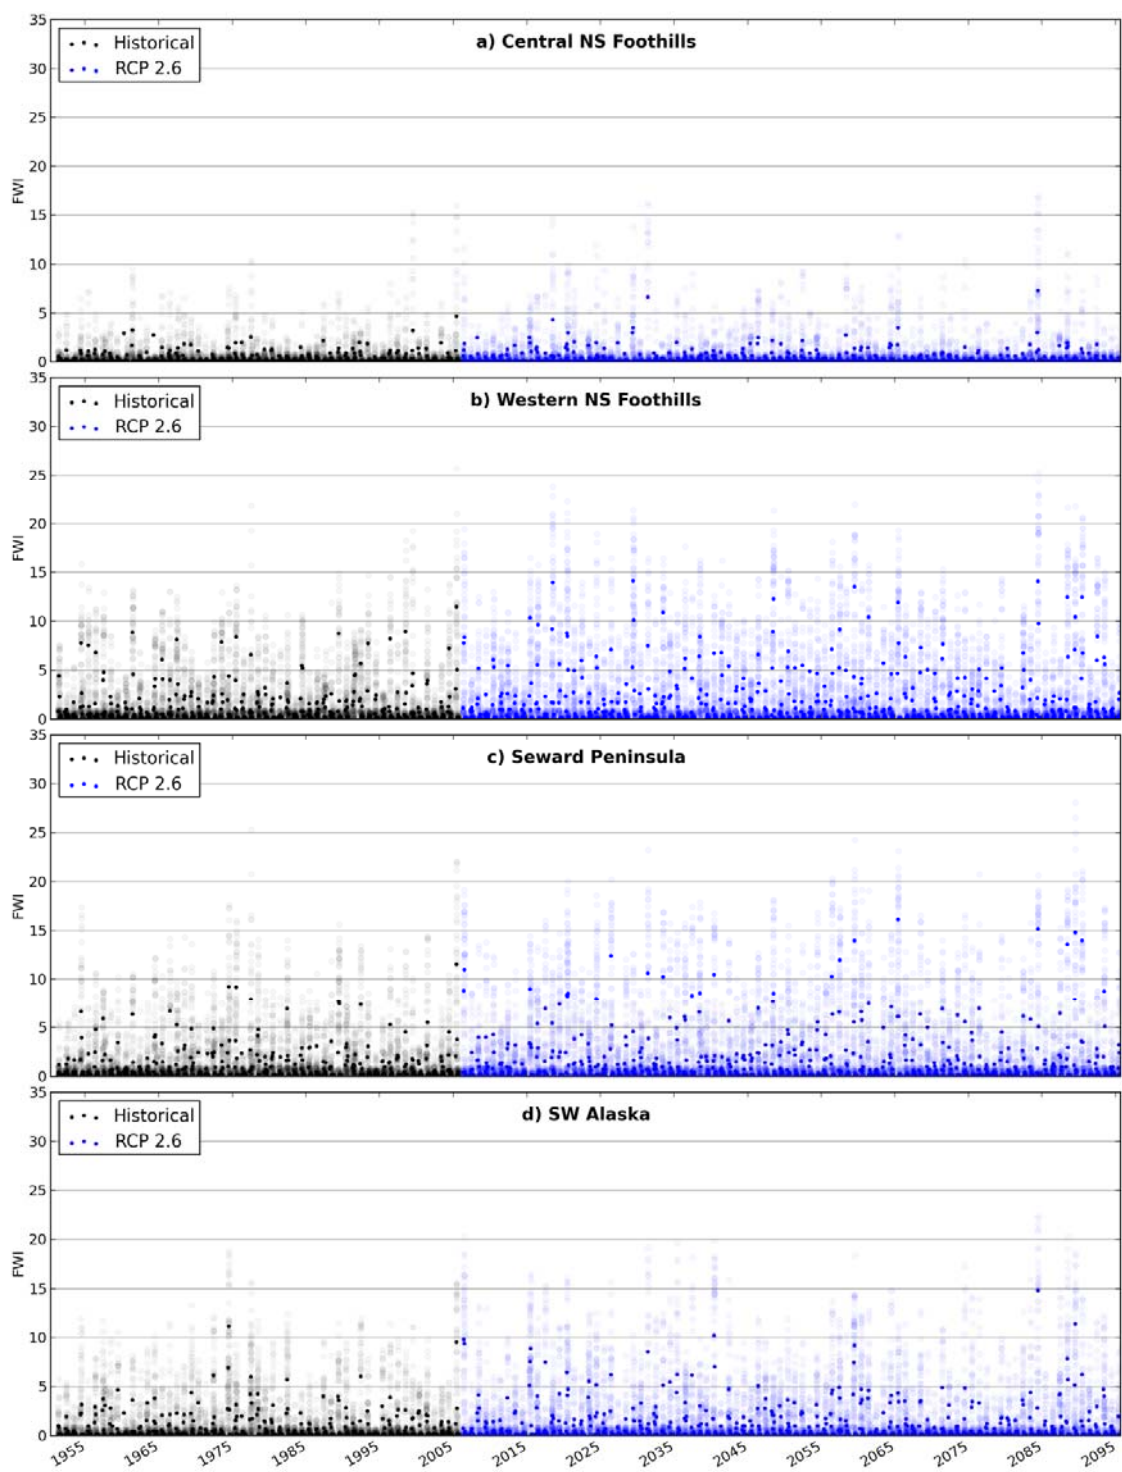 a) Central NS Foothills
Historical
RCP 2.6
35
30
25
20
15
10
5
0
FWI
b) Western NS Foothills
Historical
RCP 2.6
35
30
25
20
15
10
5
0
FWI
c) Seward Peninsula
Historical
RCP 2.6
35
30
25
20
15
10
5
0
FWI
d) SW Alaska
Historical
RCP 2.6
35
30
25
20
15
10
5
0
FWI
1955 1965 1975 1985 1995 2005 2015 2025 2035 2045 2055 2065 2075 2085 2095